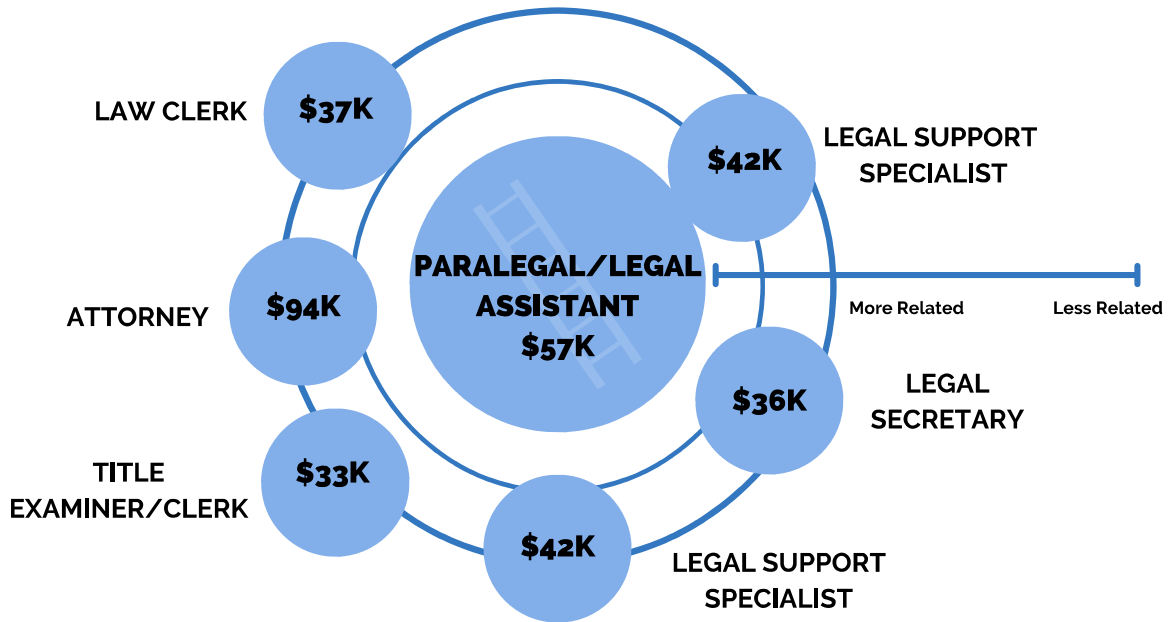 LAW CLERK
$37K
$42K
LEGAL SUPPORT
SPECIALIST
PARALEGAL/LEGAL
ASSISTANT
$57K
More Related
Less Related
ATTORNEY
$94K
$36K
LEGAL
SECRETARY
TITLE
EXAMINER/CLERK
$33K
$42K
LEGAL SUPPORT
SPECIALIST